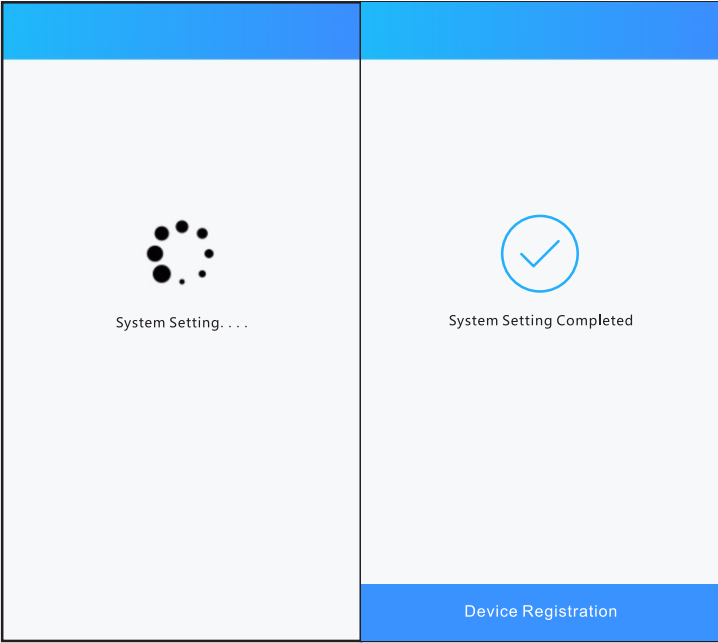 System Setting. . . .
System Setting Completed
Device Registration